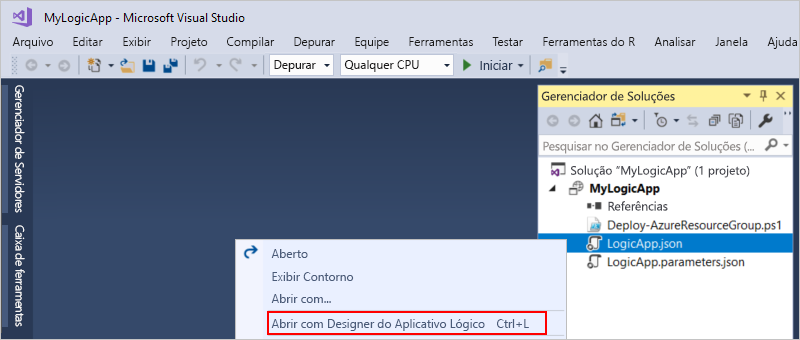 MyLogicApp - Microsoft Visual Studio
Arquivo Editar Exibir Projeto Compilar Depurar Equipe Ferramentas Testar Ferramentas do R Analisar Janela Ajuda
Depurar Qualquer CPU Iniciar
Gerenciador de Servidores
Caixa de ferramentas
Gerenciador de Soluções
Pesquisar no Gerenciador de Soluções (...
Solução "MyLogicApp" (1 projeto)
MyLogicApp
Referências
Deploy-AzureResourceGroup.ps1
LogicApp.json
LogicApp.parameters.json
Aberto
Exibir Contorno
Abrir com...
Abrir com Designer do Aplicativo Lógico Ctrl+L